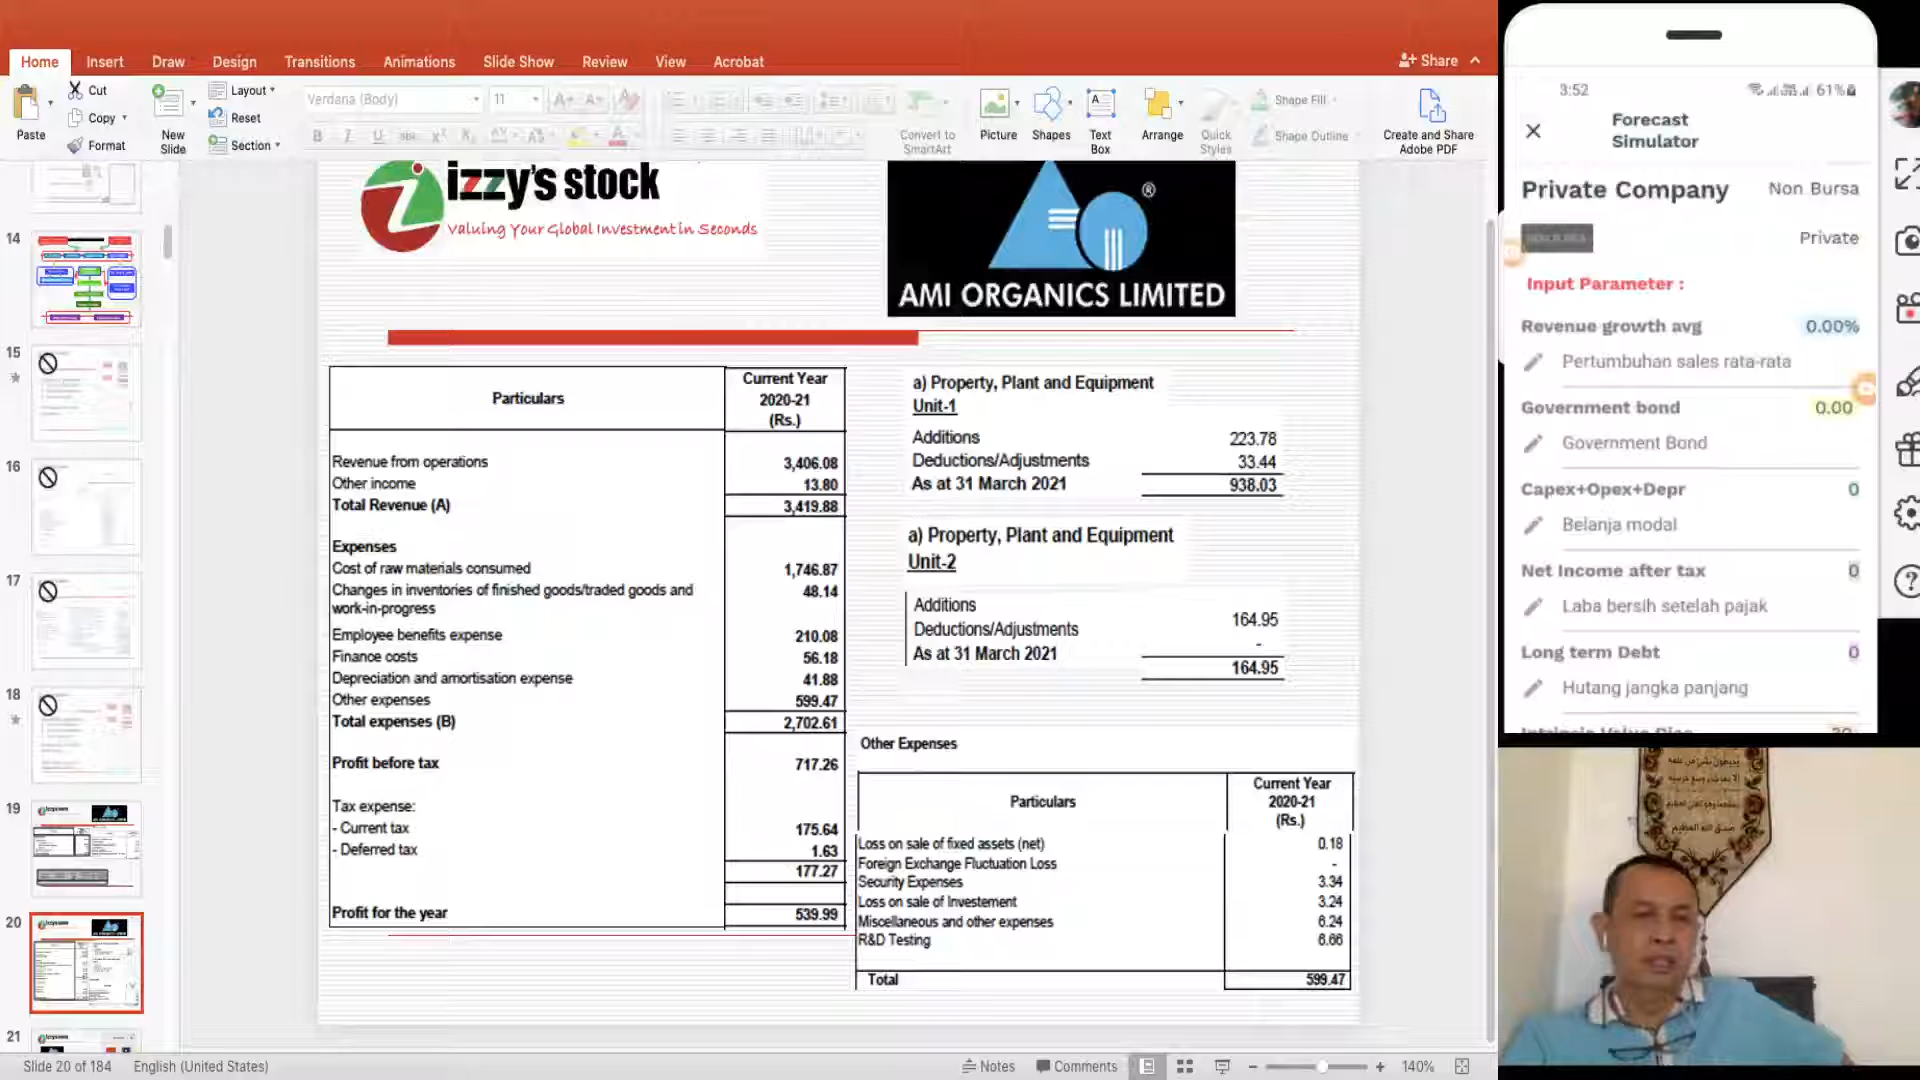 Home Insert Draw Design Transitions Animations Slide Show Review View Acrobat Share
Paste
Cut
Copy
Format
New
Slide
Layout
Reset
Section
Verdana (Body) 11
Convert to
SmartArt
Picture
Shapes
Text
Box
Arrange
Quick
Styles
Shape Fill
Shape Outline
Create and Share
Adobe PDF
14
15
16
17
18
19
20
21
izzy's stock
Valuing Your Global Investment in Seconds
®
AMI ORGANICS LIMITED
Particulars
Current Year
2020-21
(Rs.)
Revenue from operations 3,406.08
Other income 13.80
Total Revenue (A) 3,419.88
Expenses
Cost of raw materials consumed 1,746.87
Changes in inventories of finished goods/traded goods and 48.14
work-in-progress
Employee benefits expense 210.08
Finance costs 56.18
Depreciation and amortisation expense 41.88
Other expenses 599.47
Total expenses (B) 2,702.61
Profit before tax 717.26
Tax expense:
- Current tax 175.64
- Deferred tax 1.63
177.27
Profit for the year 539.99
a) Property, Plant and Equipment
Unit-1
Additions 223.78
Deductions/Adjustments 33.44
As at 31 March 2021 938.03
a) Property, Plant and Equipment
Unit-2
Additions 164.95
Deductions/Adjustments -
As at 31 March 2021 164.95
Other Expenses
Particulars
Current Year
2020-21
(Rs.)
Loss on sale of fixed assets (net) 0.18
Foreign Exchange Fluctuation Loss -
Security Expenses 3.34
Loss on sale of Investement 3.24
Miscellaneous and other expenses 6.24
R&D Testing 6.66
Total 599.47
3:52 61%
Forecast
Simulator
Private Company Non Bursa
Private
Input Parameter :
Revenue growth avg 0.00%
Pertumbuhan sales rata-rata
Government bond 0.00
Government Bond
Capex+Opex+Depr 0
Belanja modal
Net Income after tax 0
Laba bersih setelah pajak
Long term Debt 0
Hutang jangka panjang
Slide 20 of 184 English (United States) Notes Comments 140%